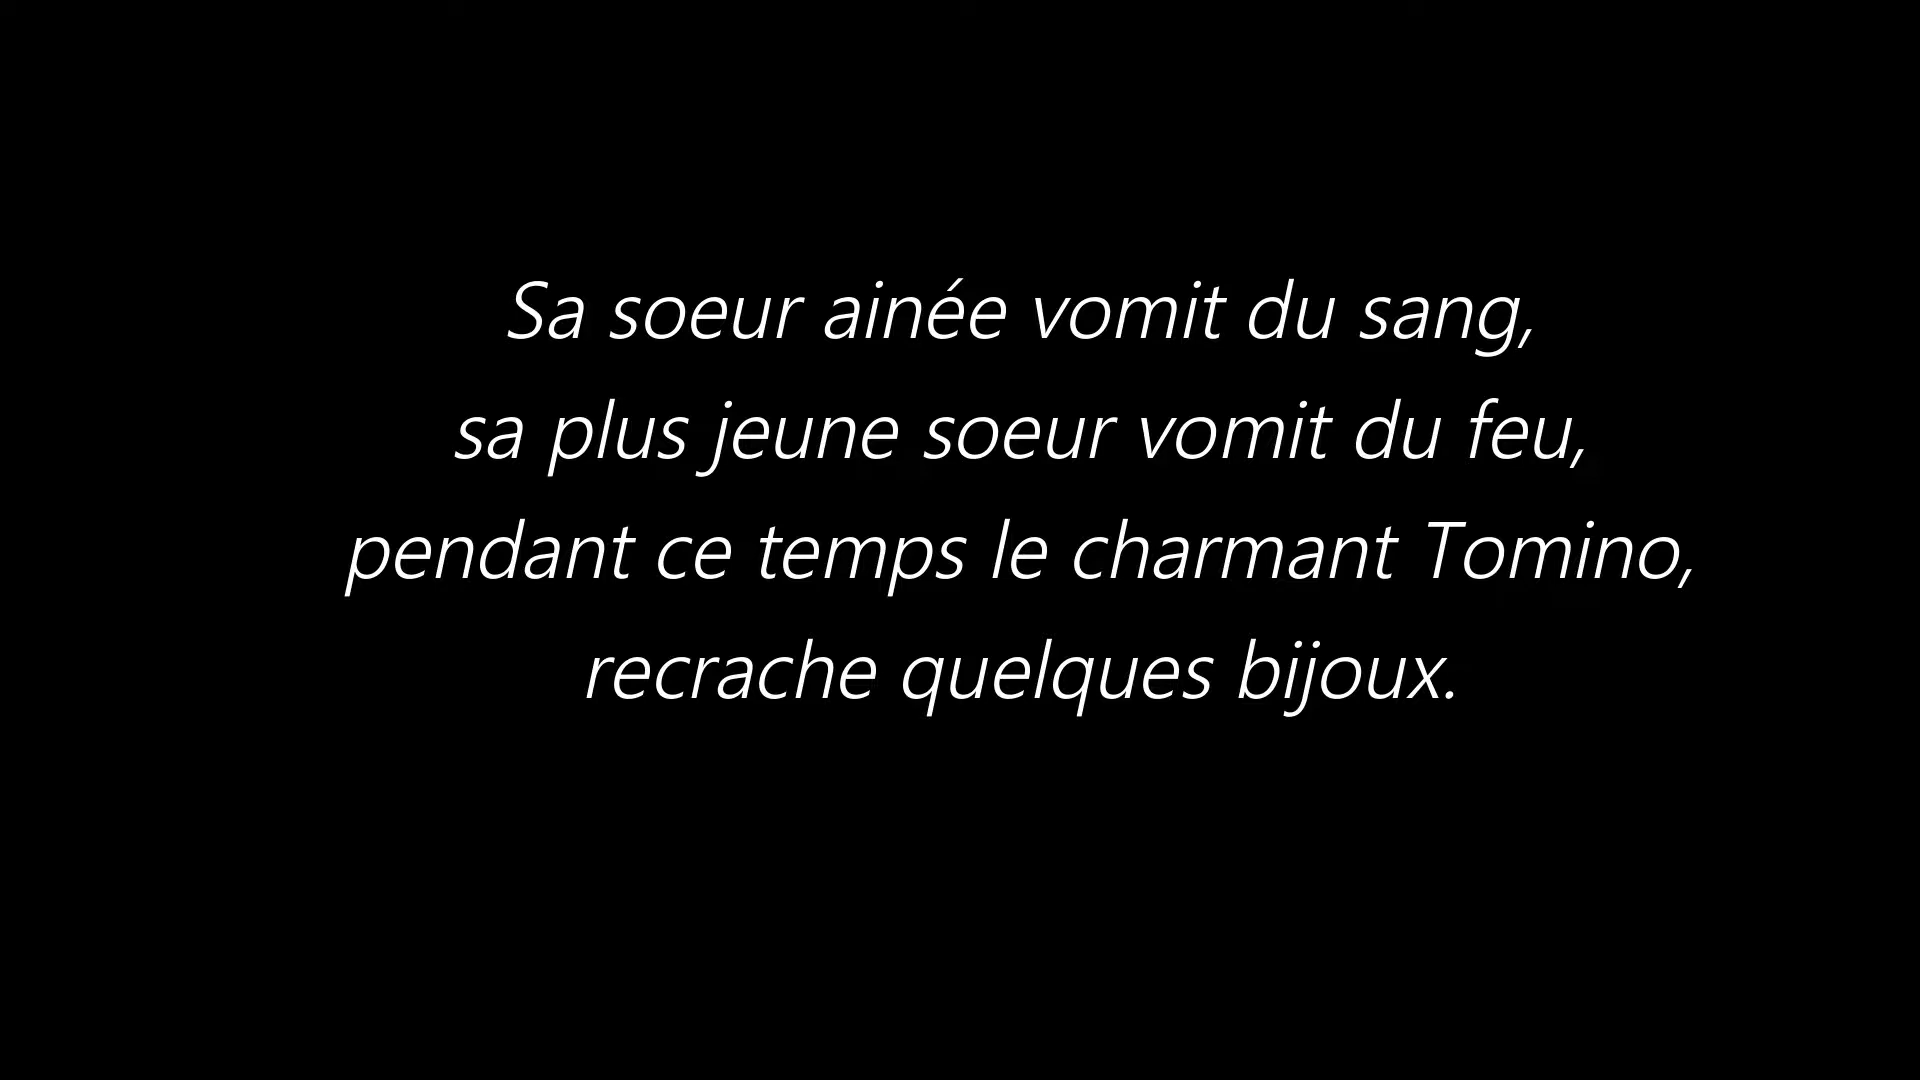 Sa soeur ainée vomit du sang,
sa plus jeune soeur vomit du feu,
pendant ce temps le charmant Tomino,
recrache quelques bijoux.